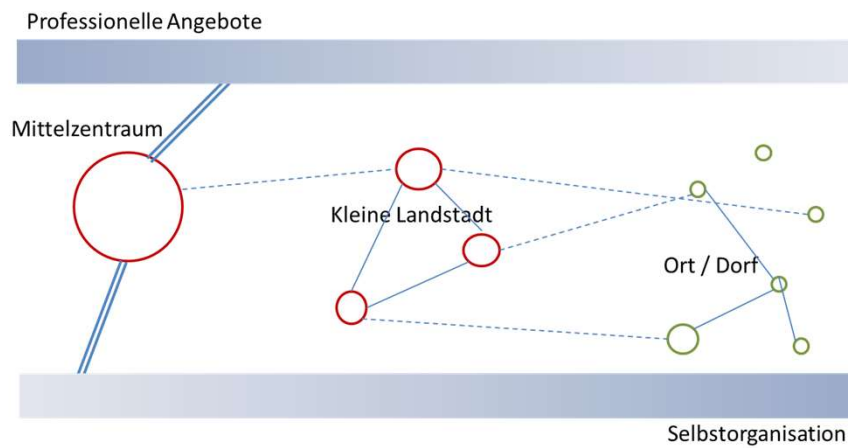 Professionelle Angebote
Mittelzentraum
Kleine Landstadt
Ort / Dorf
Selbstorganisation